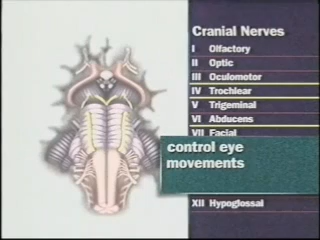 Cranial Nerves
I Olfactory
II Optic
III Oculomotor
IV Trochlear
V Trigeminal
VI Abducens
VII Facial
control eye
movements
XII Hypoglossal